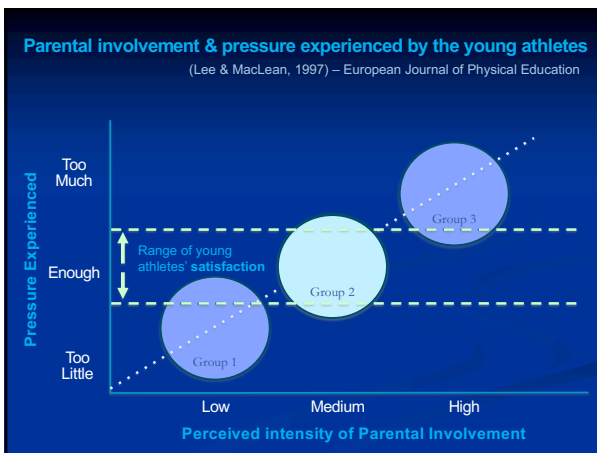 Parental involvement & pressure experienced by the young athletes
(Lee & MacLean, 1997) – European Journal of Physical Education
Pressure Experienced
Too
Much
Group 3
Range of young
athletes' satisfaction
Enough
Group 2
Group 1
Too
Little
Low
Medium
High
Perceived intensity of Parental Involvement